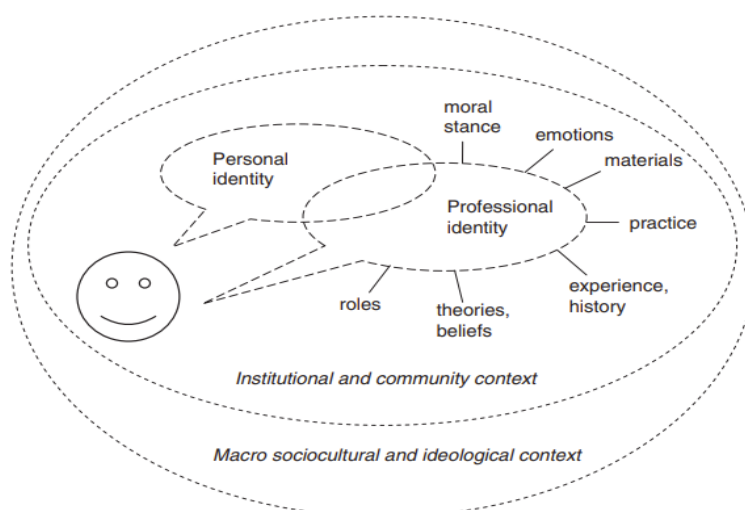 moral
stance
emotions
materials
Personal
identity
Professional
identity
practice
experience,
history
roles
theories,
beliefs
Institutional and community context
Macro sociocultural and ideological context